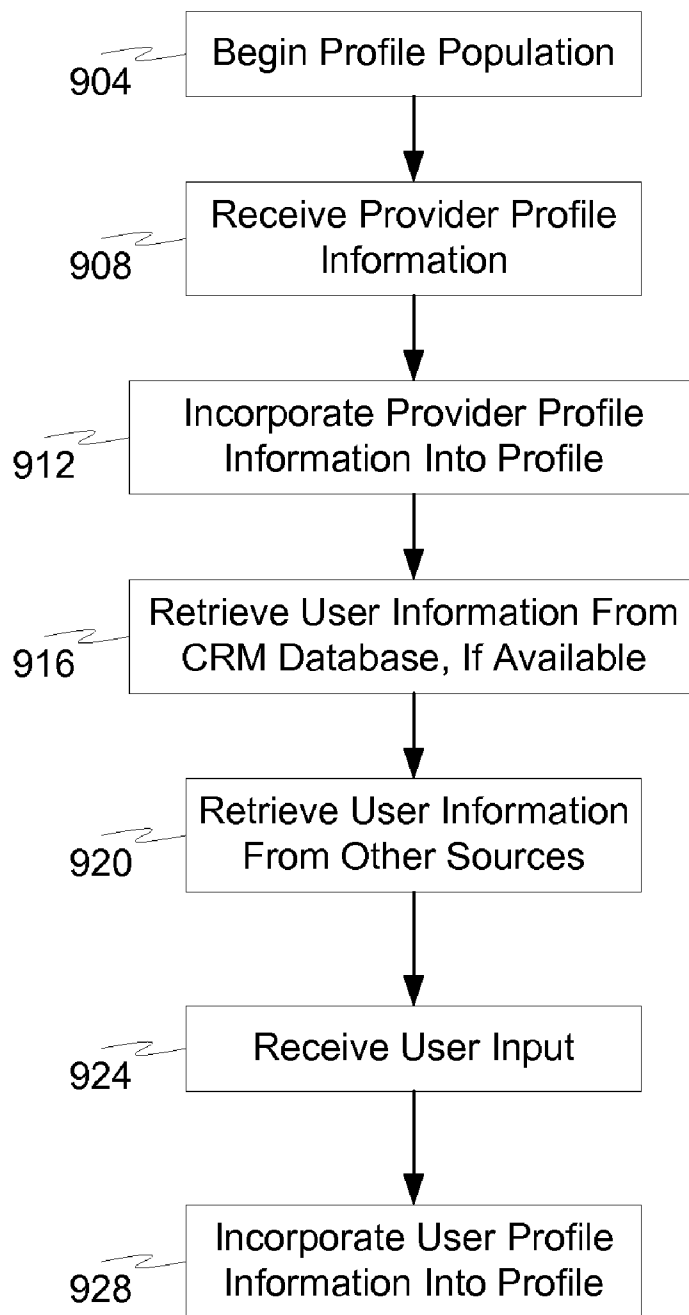 Begin Profile Population
904
Receive Provider Profile
Information
908
Incorporate Provider Profile
Information Into Profile
912
Retrieve User Information From
CRM Database, If Available
916
Retrieve User Information
From Other Sources
920
Receive User Input
924
Incorporate User Profile
Information Into Profile
928